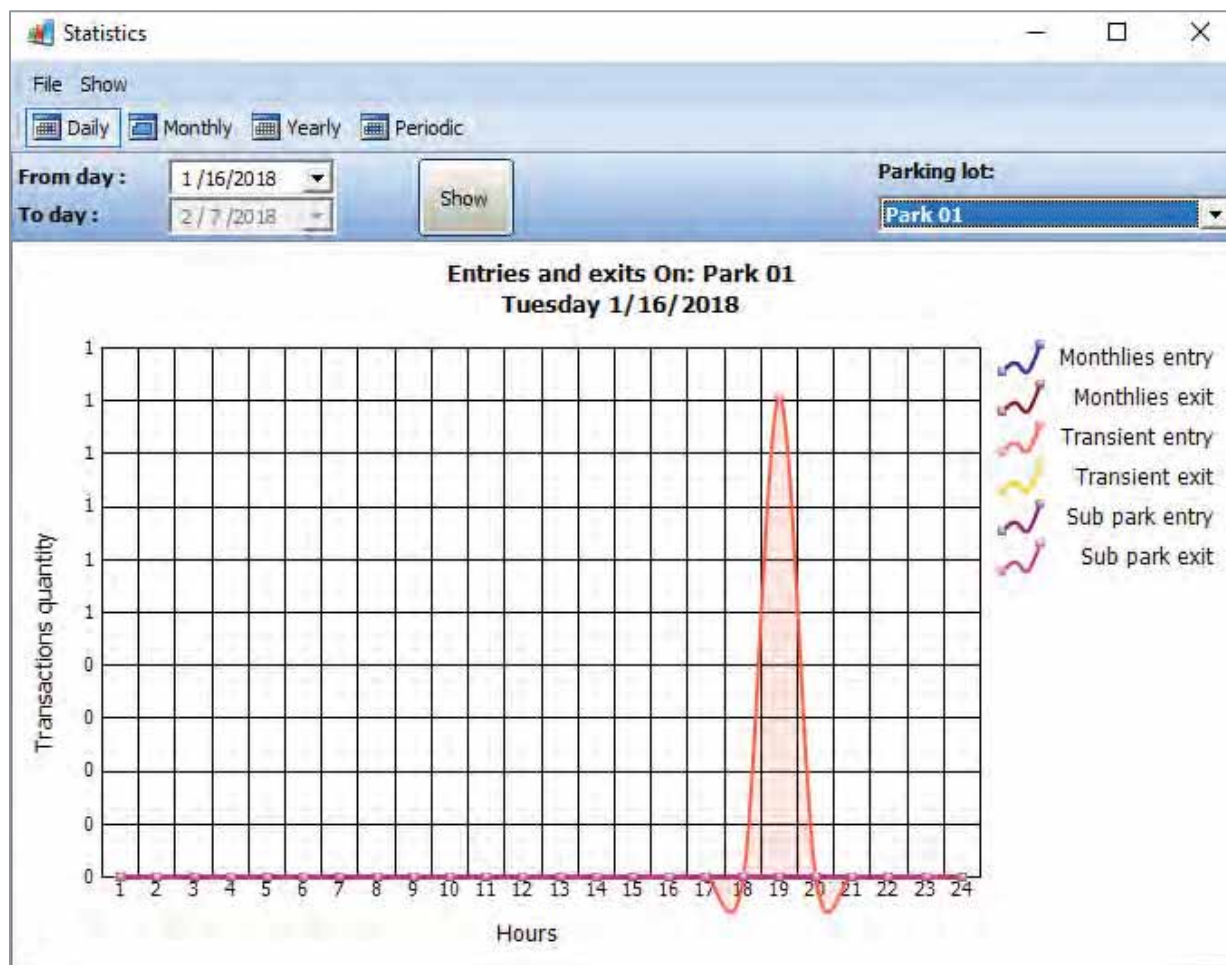 Statistics
File Show
Daily Monthly Yearly Periodic
From day : 1 /16/2018
To day : 2 / 7 /2018
Show
Parking lot:
Park 01
Entries and exits On: Park 01
Tuesday 1/16/2018
Transactions quantity
1
1
1
1
1
1
0
0
0
0
0
1 2 3 4 5 6 7 8 9 10 11 12 13 14 15 16 17 18 19 20 21 22 23 24
Hours
Monthlies entry
Monthlies exit
Transient entry
Transient exit
Sub park entry
Sub park exit